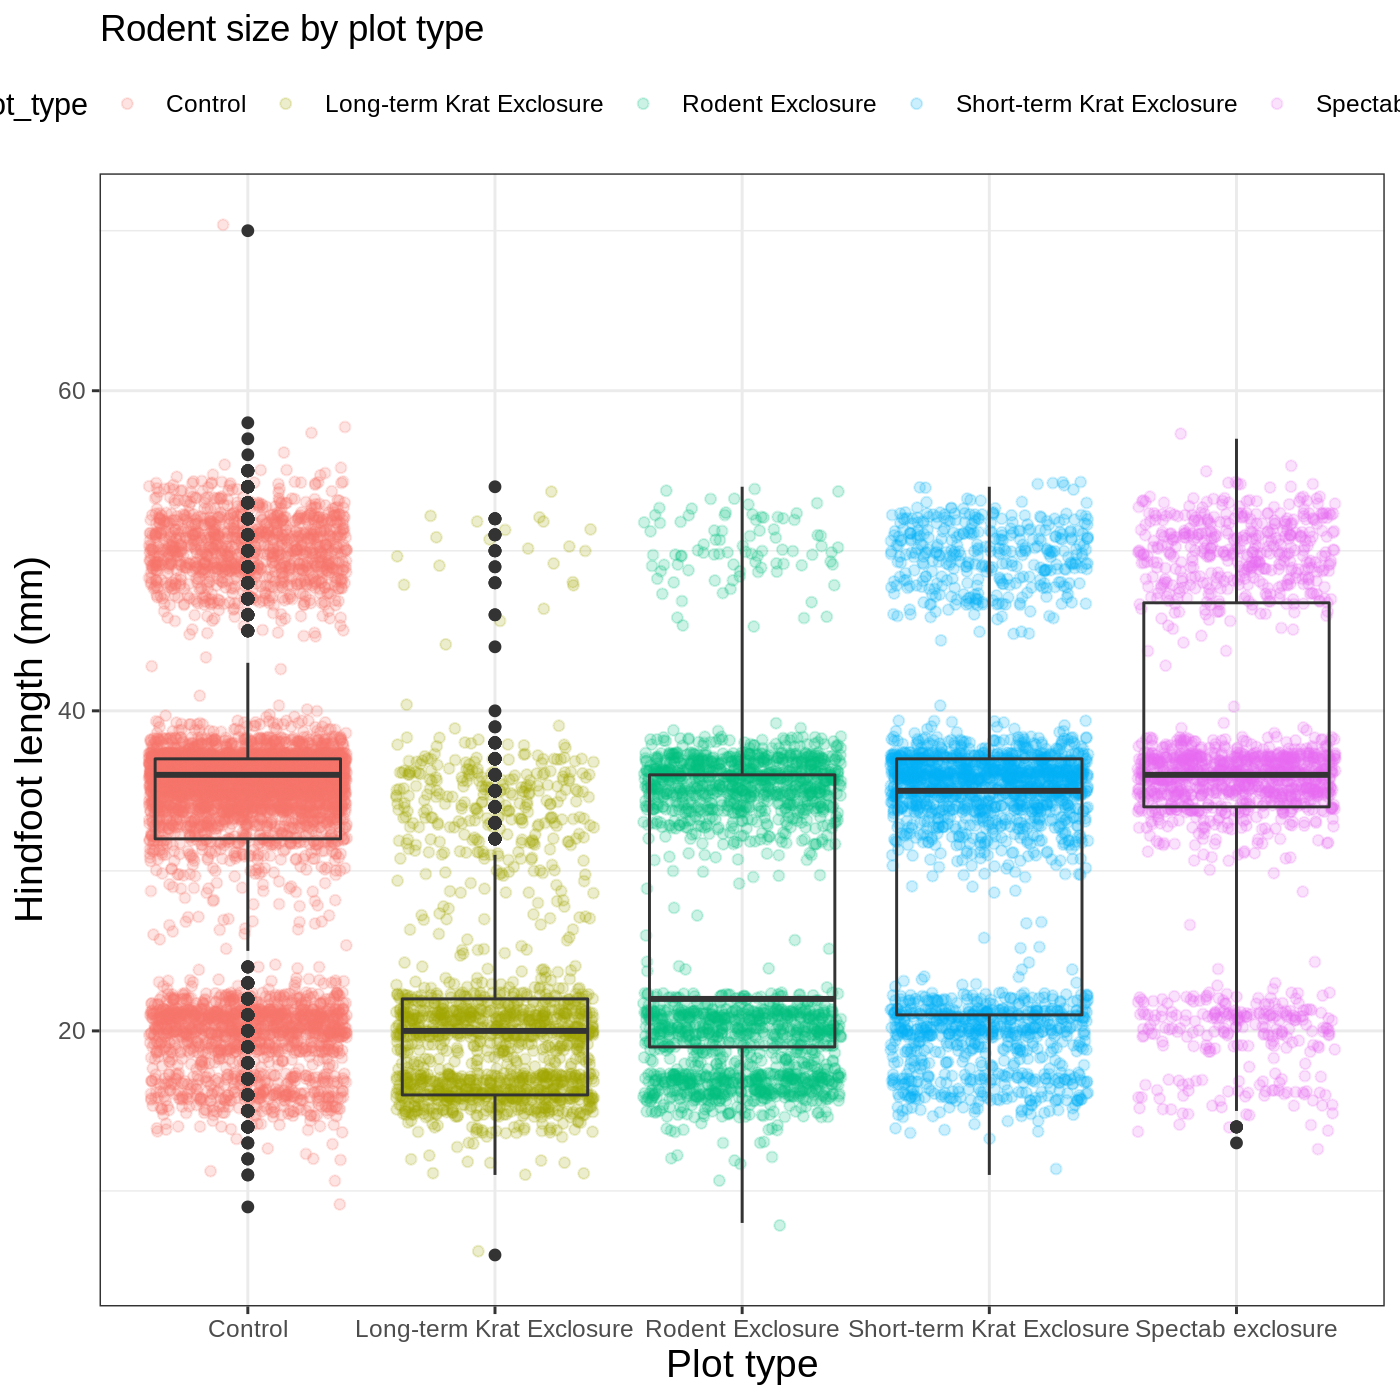 Rodent size by plot type
ot_type Control Long-term Krat Exclosure Rodent Exclosure Short-term Krat Exclosure Spectab
60
40
20
Hindfoot length (mm)
Control Long-term Krat Exclosure Rodent Exclosure Short-term Krat Exclosure Spectab exclosure
Plot type